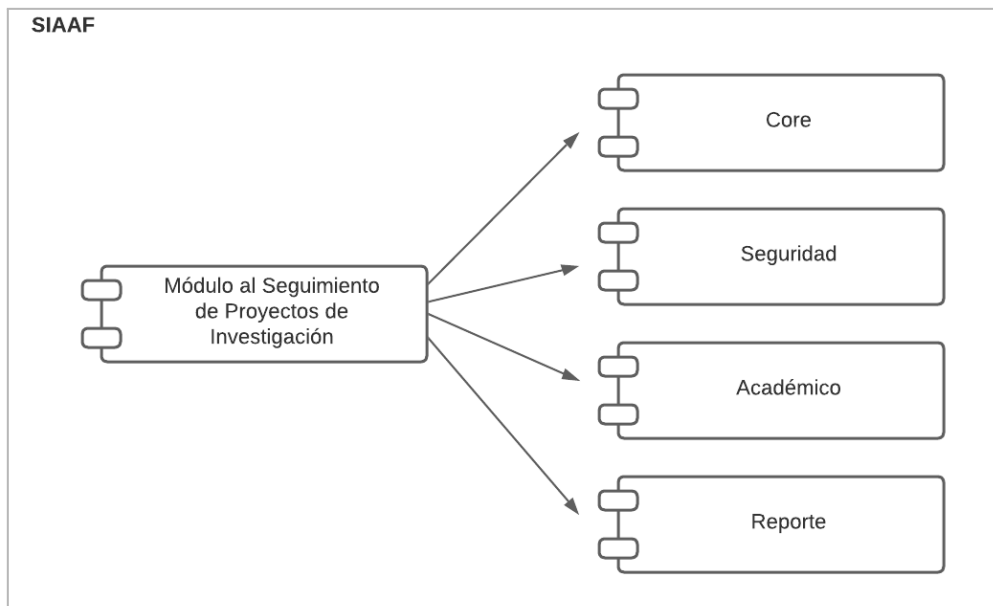 SIAAF
Core
Seguridad
Módulo al Seguimiento
de Proyectos de
Investigación
Académico
Reporte